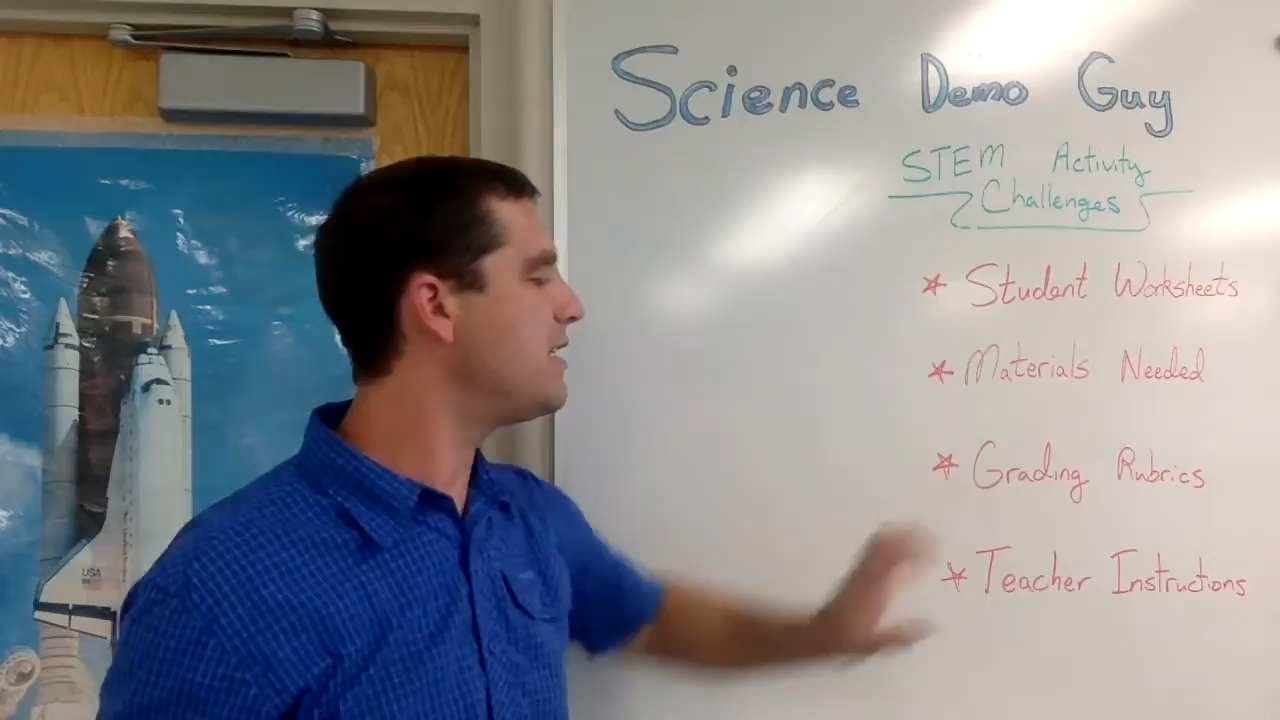 Science Demo Guy
STEM Activity
Challenges
* Student Worksheets
* Materials Needed
* Grading Rubrics
* Teacher Instructions
USA